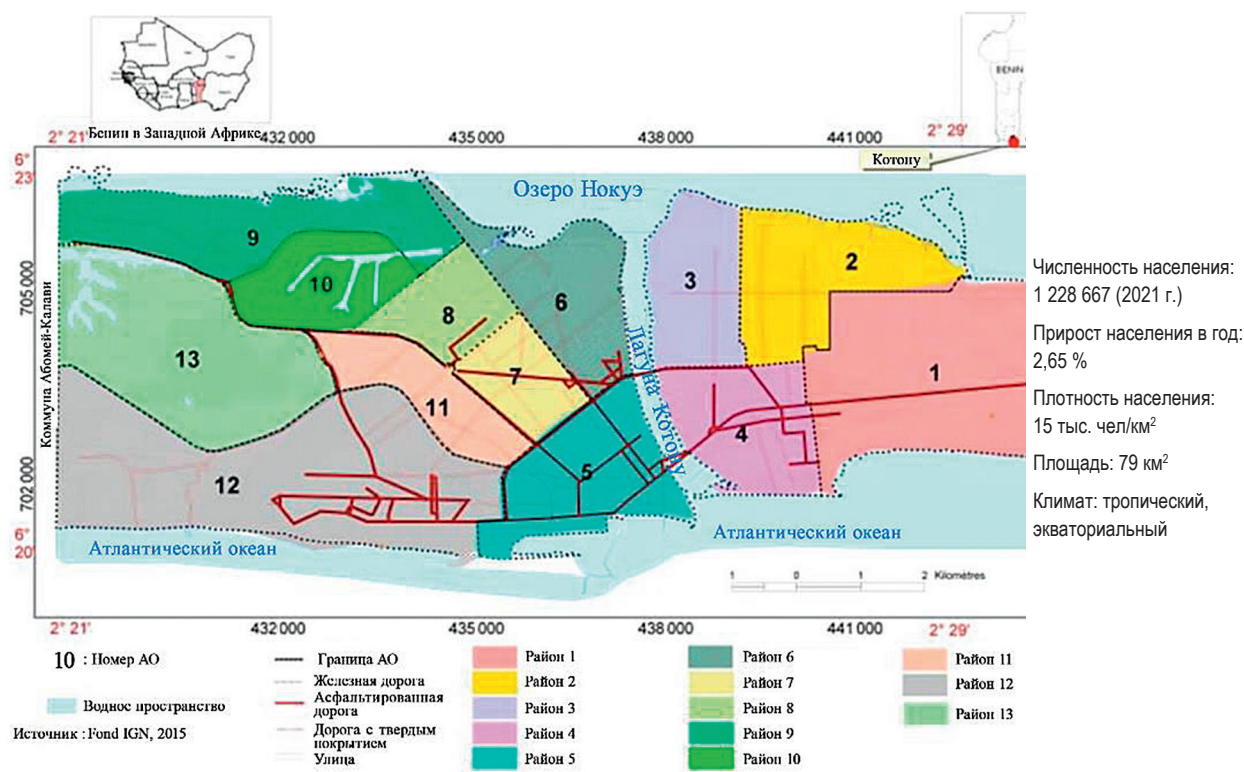 BENIN
Бенин в Западной Африке
Котону
2° 21'
432 000
435 000
438 000
441 000
2° 29'
6°
23'
Озеро Нокуэ
9
10
8
6
3
2
13
7
1
11
Лагуна Котону
4
5
12
Коммуна Абомей-Калави
705 000
702 000
6°
20'
Атлантический океан
Атлантический океан
1 0 1 2 Kilomètres
2° 21'
432 000
435 000
438 000
441 000
2° 29'
Численность населения:
1 228 667 (2021 г.)
Прирост населения в год:
2,65 %
Плотность населения:
15 тыс. чел/км²
Площадь: 79 км²
Климат: тропический,
экваториальный
10 : Номер АО
Водное пространство
Источник : Fond IGN, 2015
Граница АО
Железная дорога
Асфальтированная
дорога
Дорога с твердым
покрытием
Улица
Район 1
Район 2
Район 3
Район 4
Район 5
Район 6
Район 7
Район 8
Район 9
Район 10
Район 11
Район 12
Район 13